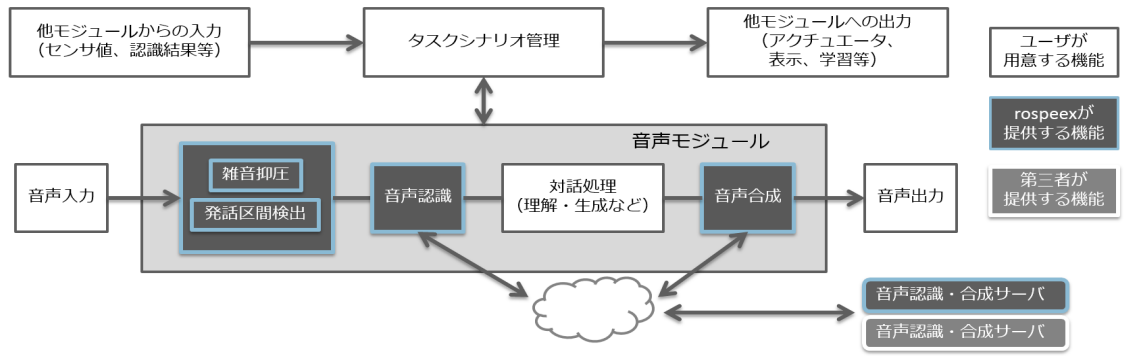 他モジュールからの入力
（センサ値、認識結果等）
タスクシナリオ管理
他モジュールへの出力
（アクチュエータ、
表示、学習等）
ユーザが
用意する機能
rospeexが
提供する機能
第三者が
提供する機能
音声モジュール
音声入力
雑音抑圧
発話区間検出
音声認識
対話処理
（理解・生成など）
音声合成
音声出力
音声認識・合成サーバ
音声認識・合成サーバ